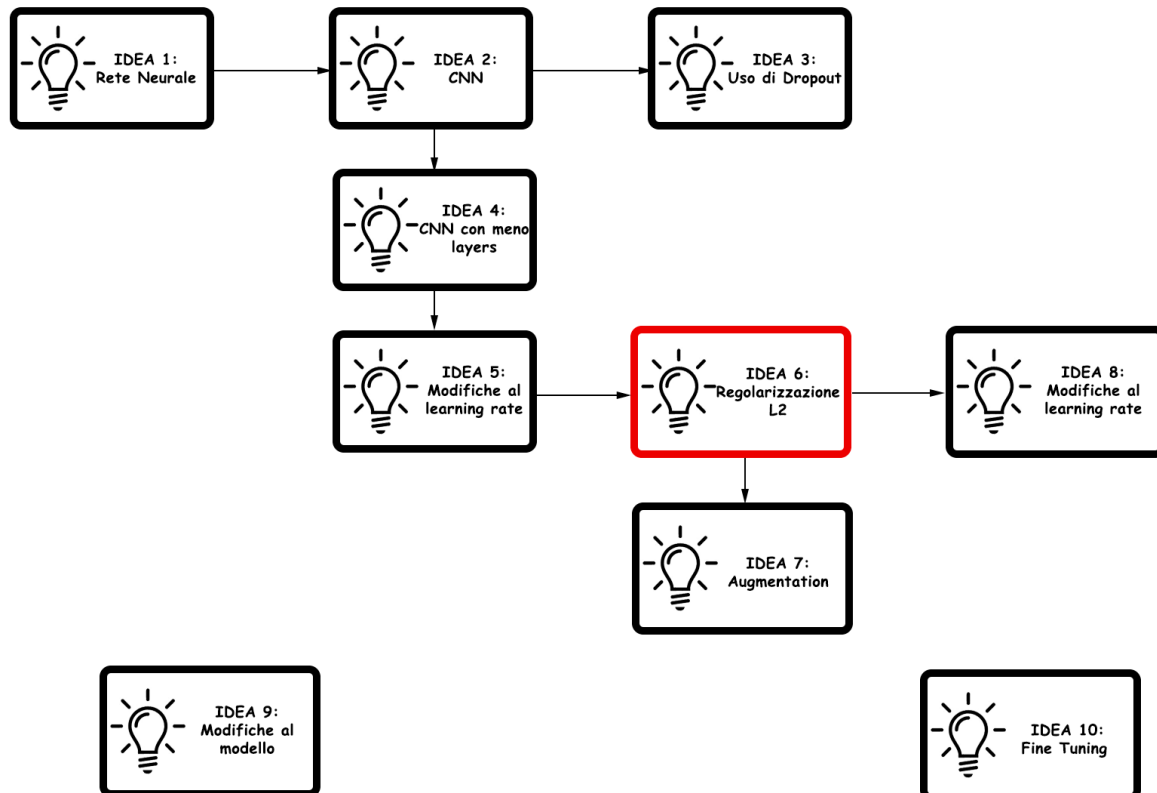 IDEA 1:
Rete Neurale
IDEA 2:
CNN
IDEA 3:
Uso di Dropout
IDEA 4:
CNN con meno
layers
IDEA 5:
Modifiche al
learning rate
IDEA 6:
Regolarizzazione
L2
IDEA 8:
Modifiche al
learning rate
IDEA 7:
Augmentation
IDEA 9:
Modifiche al
modello
IDEA 10:
Fine Tuning